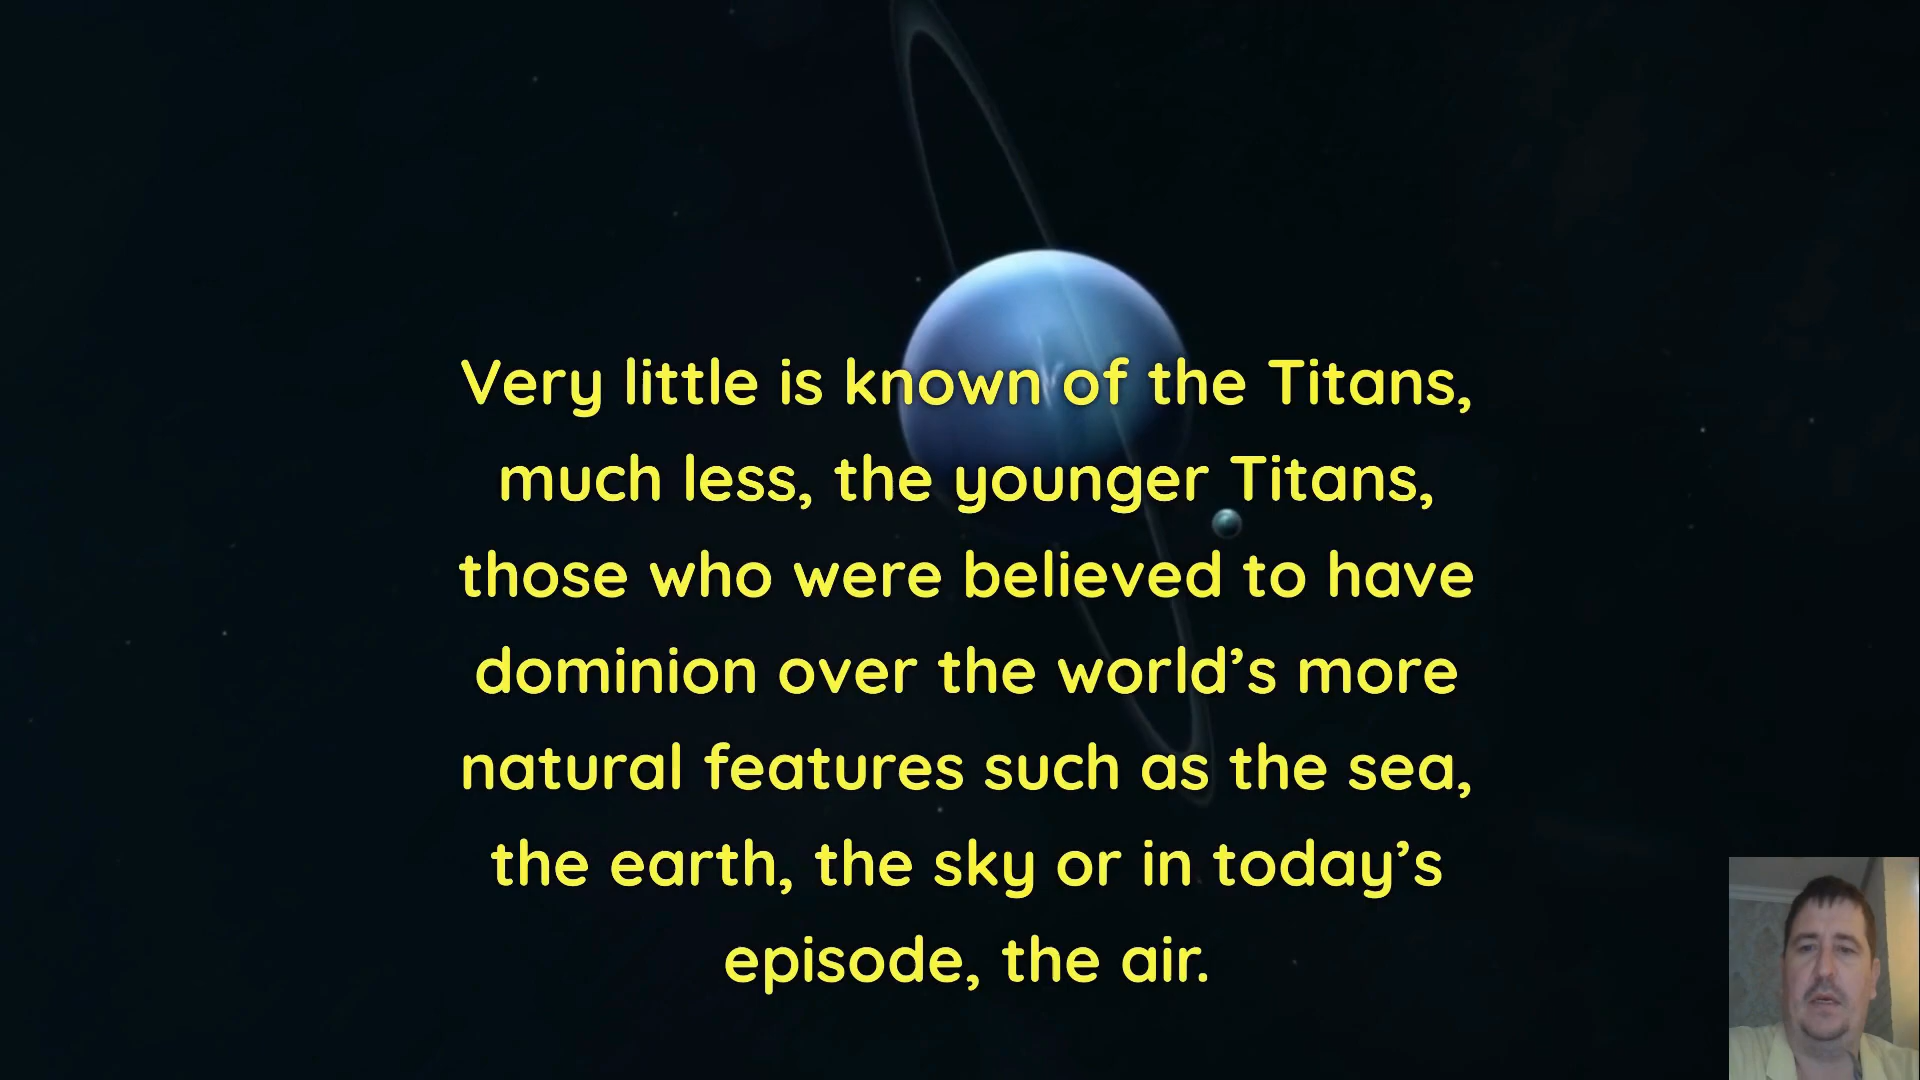 Very little is known of the Titans,
much less, the younger Titans,
those who were believed to have
dominion over the world’s more
natural features such as the sea,
the earth, the sky or in today’s
episode, the air.